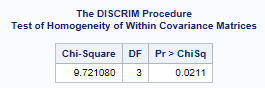 The DISCRIM Procedure
Test of Homogeneity of Within Covariance Matrices
Chi-Square DF Pr > ChiSq
9.721080 3 0.0211